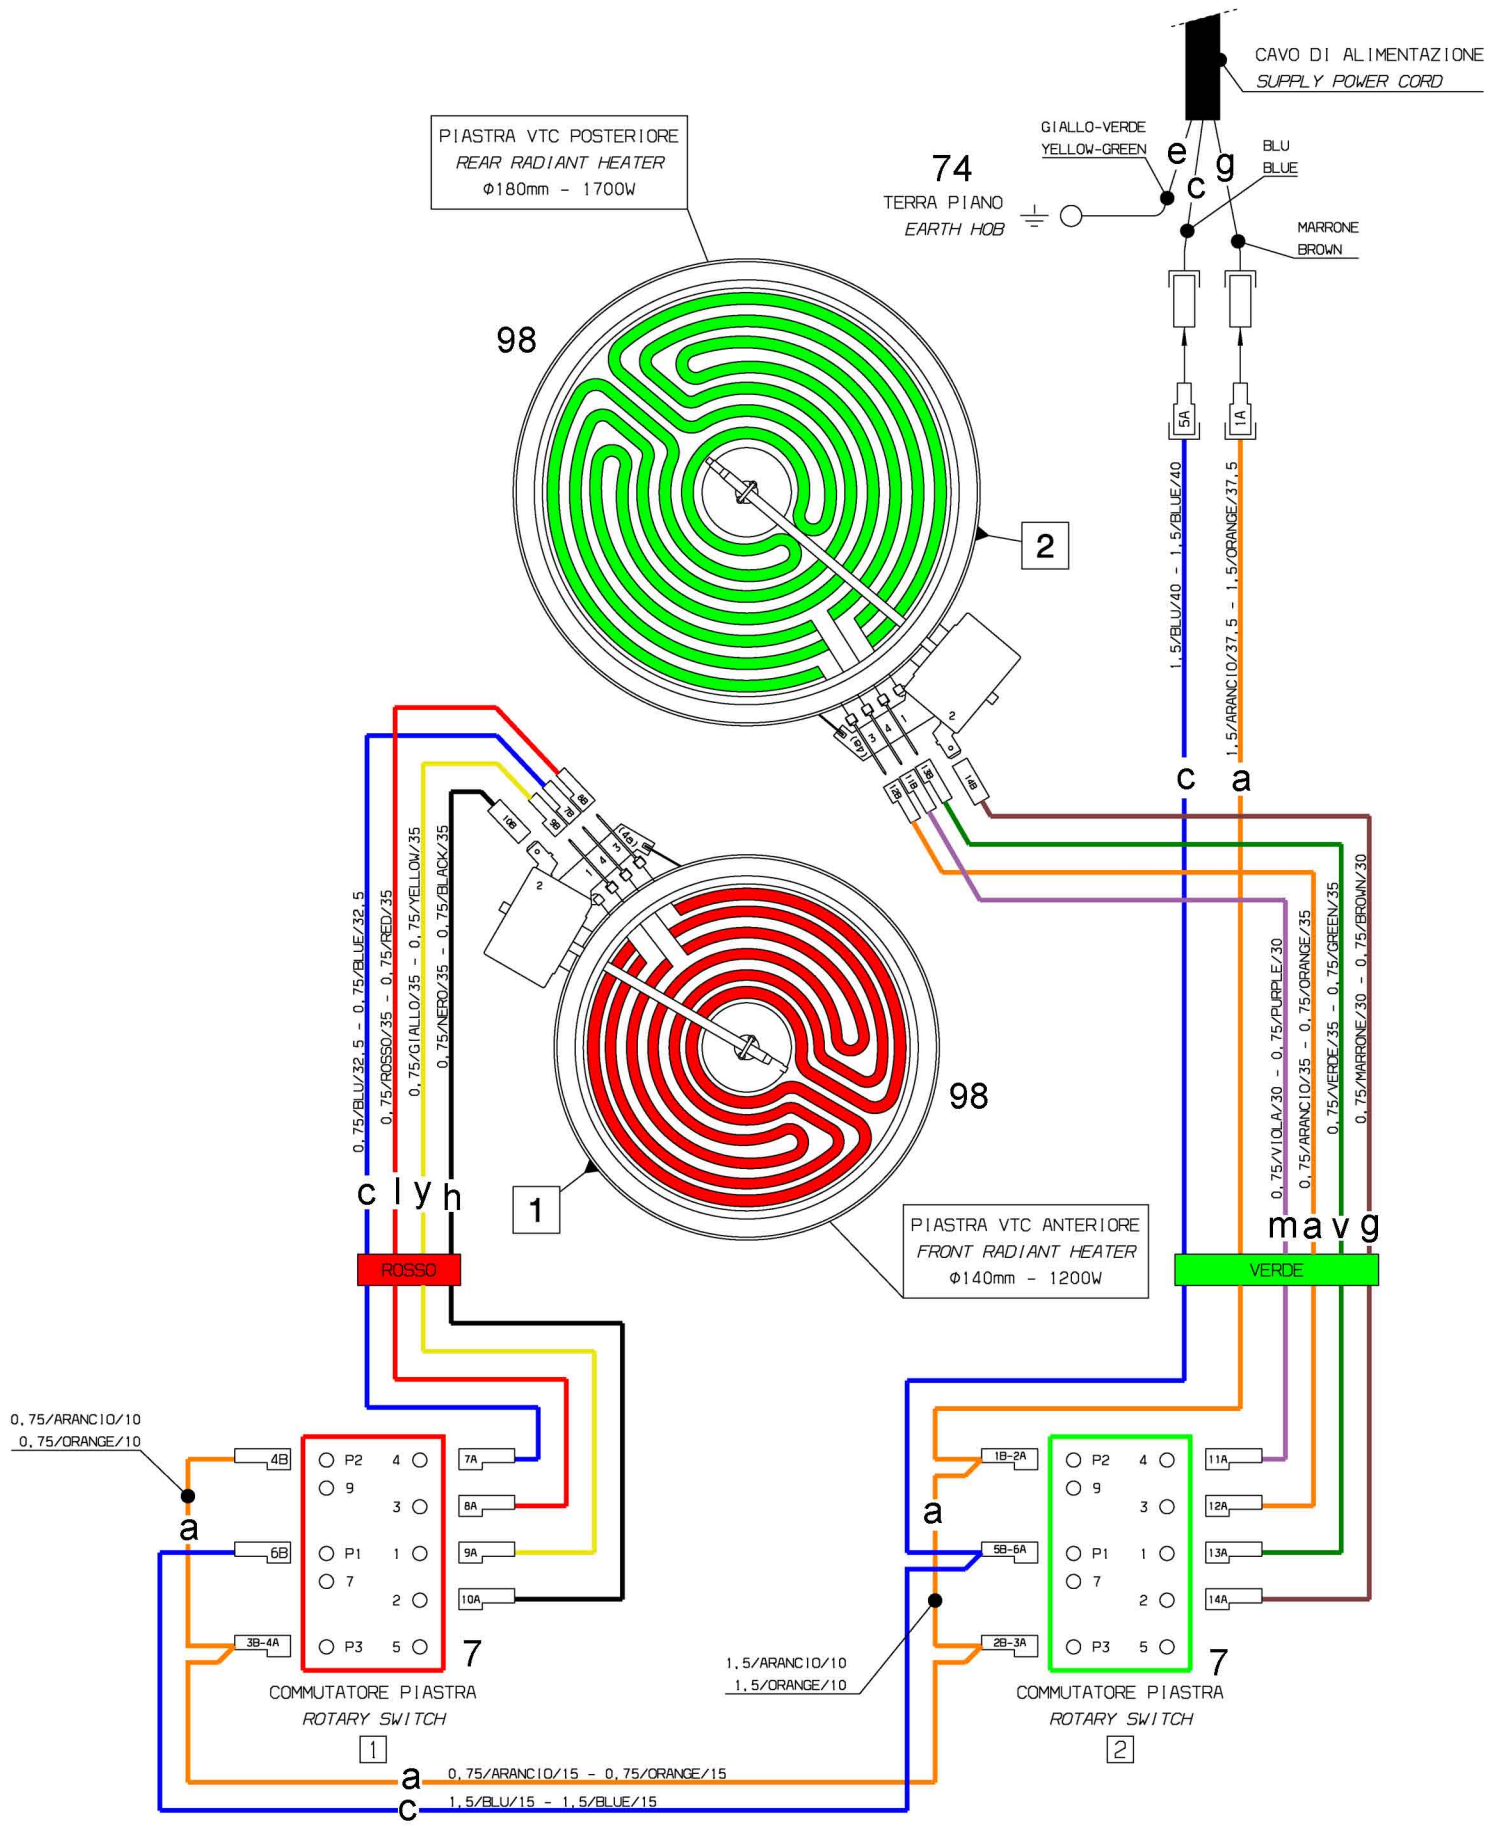 CAVO DI ALIMENTAZIONE
SUPPLY POWER CORD
GIALLO-VERDE
YELLOW-GREEN
e
c
g
BLU
BLUE
MARRONE
BROWN
74
TERRA PIANO
EARTH HOB
PIASTRA VTC POSTERIORE
REAR RADIANT HEATER
Φ180mm - 1700W
98
2
5A
1A
1,5/BLU/40 - 1,5/BLUE/40
1,5/ARANCIO/37,5 - 1,5/ORANGE/37,5
c
a
(4a)
3
4
1
2
12B
11B
13B
14B
8B
7B
9B
10B
(4a)
3
4
1
2
0,75/BLU/32,5 - 0,75/BLUE/32,5
0,75/ROSSO/35 - 0,75/RED/35
0,75/GIALLO/35 - 0,75/YELLOW/35
0,75/NERO/35 - 0,75/BLACK/35
0,75/VIOLA/30 - 0,75/PURPLE/30
0,75/ARANCIO/35 - 0,75/ORANGE/35
0,75/VERDE/35 - 0,75/GREEN/35
0,75/MARRONE/30 - 0,75/BROWN/30
98
1
c l y h
m a v g
PIASTRA VTC ANTERIORE
FRONT RADIANT HEATER
Φ140mm - 1200W
ROSSO
VERDE
0,75/ARANCIO/10
0,75/ORANGE/10
a
4B
6B
3B-4A
P2 4
9
3
P1 1
7
2
P3 5
7A
8A
9A
10A
7
COMMUTATORE PIASTRA
ROTARY SWITCH
1
a
1B-2A
5B-6A
2B-3A
1,5/ARANCIO/10
1,5/ORANGE/10
P2 4
9
3
P1 1
7
2
P3 5
11A
12A
13A
14A
7
COMMUTATORE PIASTRA
ROTARY SWITCH
2
a 0,75/ARANCIO/15 - 0,75/ORANGE/15
c 1,5/BLU/15 - 1,5/BLUE/15